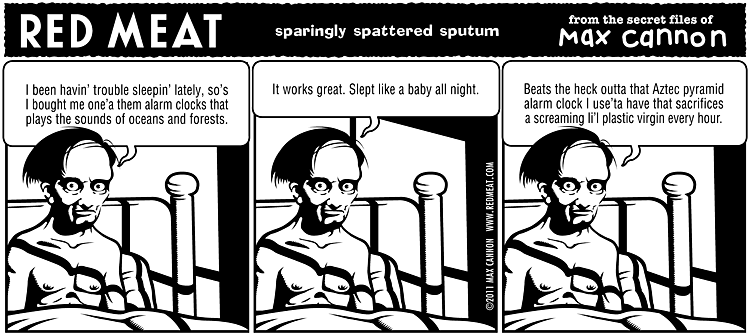 RED MEAT
sparingly spattered sputum
from the secret files of
Max cannon
I been havin' trouble sleepin' lately, so's
I bought me one'a them alarm clocks that
plays the sounds of oceans and forests.
It works great. Slept like a baby all night.
©2011 MAX CANNON WWW.REDMEAT.COM
Beats the heck outta that Aztec pyramid
alarm clock I use'ta have that sacrifices
a screaming li'l plastic virgin every hour.